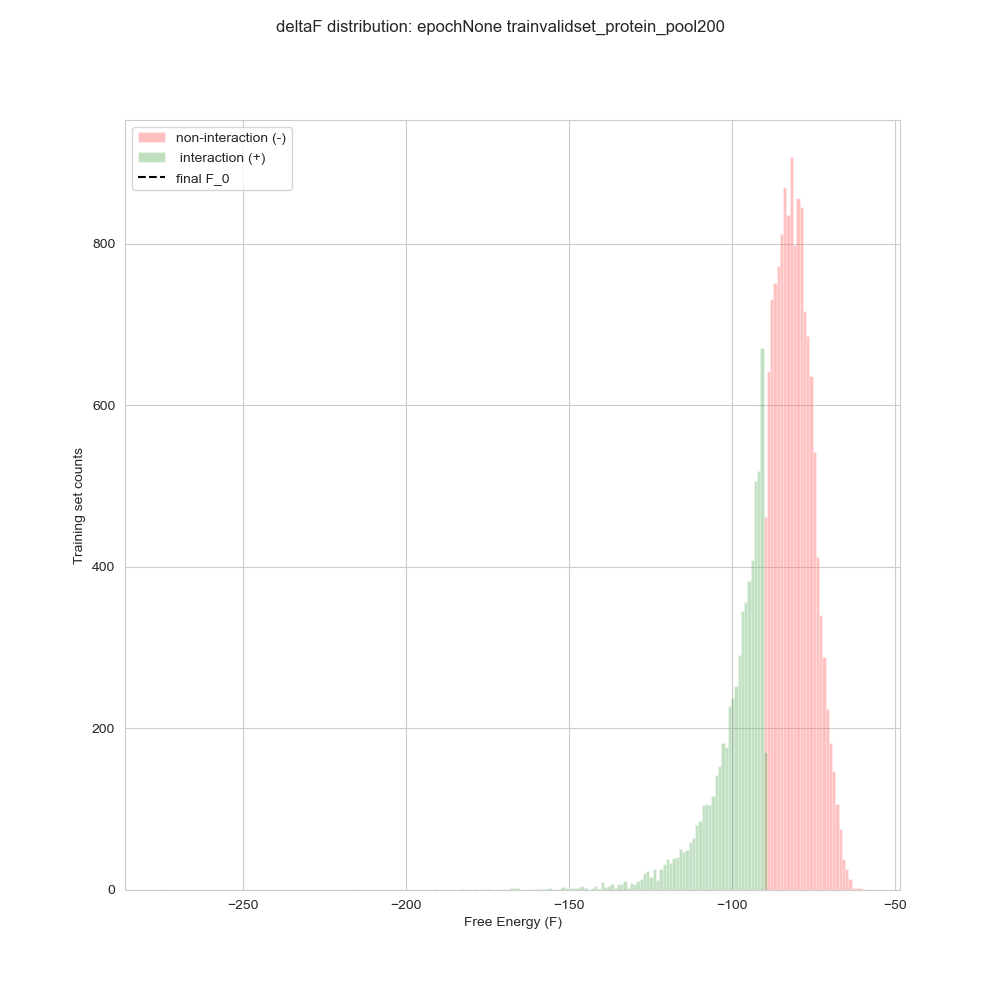 deltaF distribution: epochNone trainvalidset_protein_pool200
non-interaction (-)
interaction (+)
final F_0
800
600
400
200
0
Training set counts
−250
−200
−150
−100
−50
Free Energy (F)